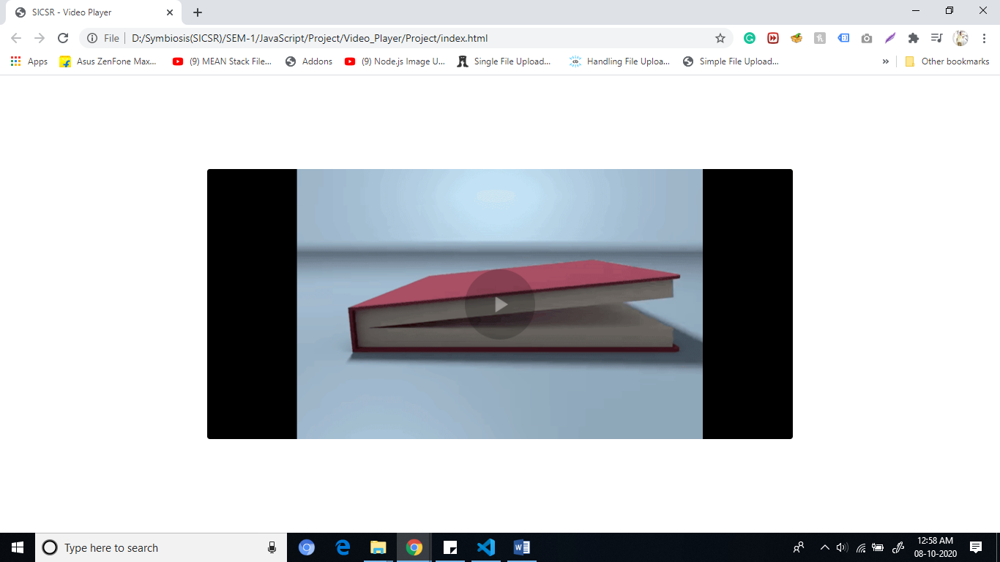 SICSR - Video Player
File D:/Symbiosis(SICSR)/SEM-1/JavaScript/Project/Video_Player/Project/index.html
Apps Asus ZenFone Max... (9) MEAN Stack File... Addons (9) Node.js Image U... Single File Upload... CD Handling File Uploa... Simple File Upload... » Other bookmarks
Type here to search
12:58 AM
08-10-2020